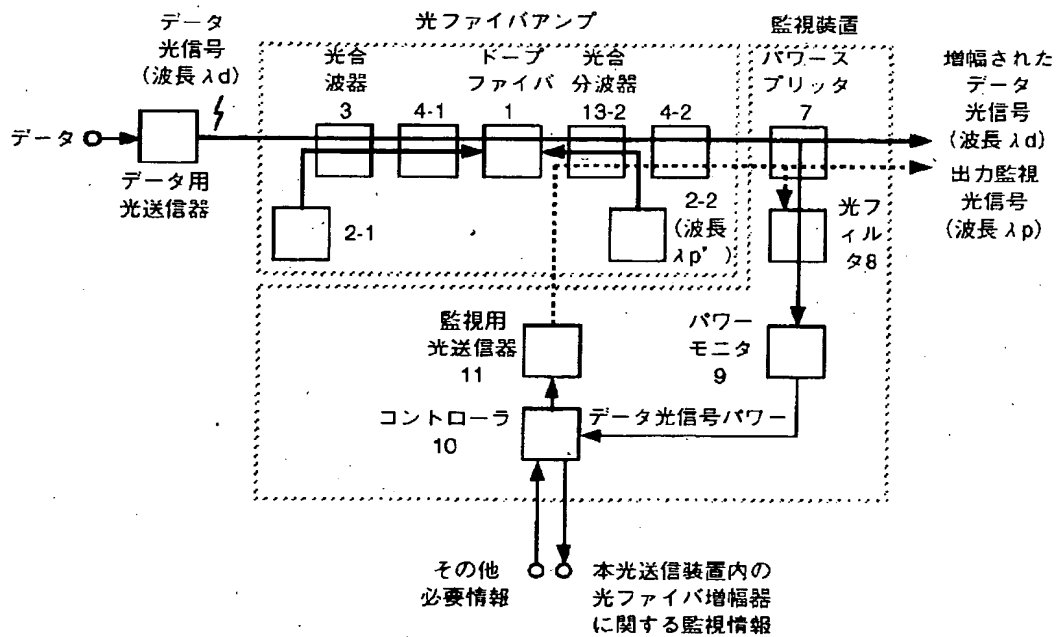 光ファイバアンプ
監視装置
データ
光信号
(波長λd)
光合
波器
3
4-1
ドープ
ファイバ
1
光合
分波器
13-2
4-2
パワース
プリッタ
7
増幅された
データ
光信号
(波長λd)
データ
データ用
光送信器
2-1
2-2
(波長
λp')
光フ
ィル
タ8
出力監視
光信号
(波長λp)
監視用
光送信器
11
パワー
モニタ
9
コントローラ
10
データ光信号パワー
その他
必要情報
本光送信装置内の
光ファイバ増幅器
に関する監視情報